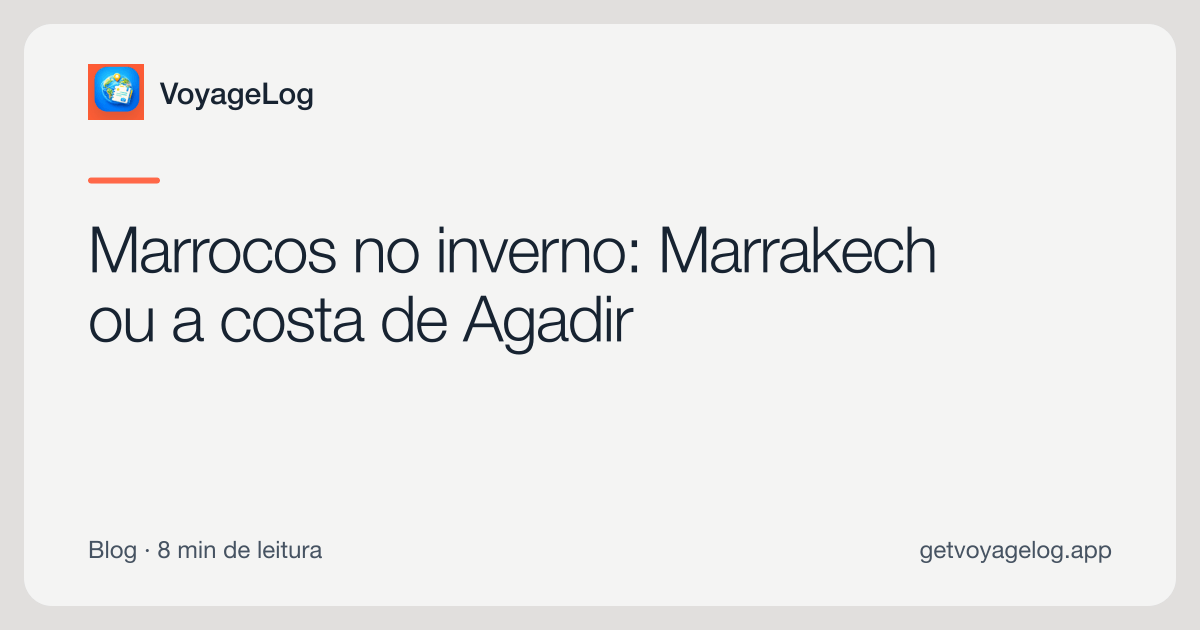 VoyageLog
Marrocos no inverno: Marrakech
ou a costa de Agadir
Blog · 8 min de leitura
getvoyagelog.app